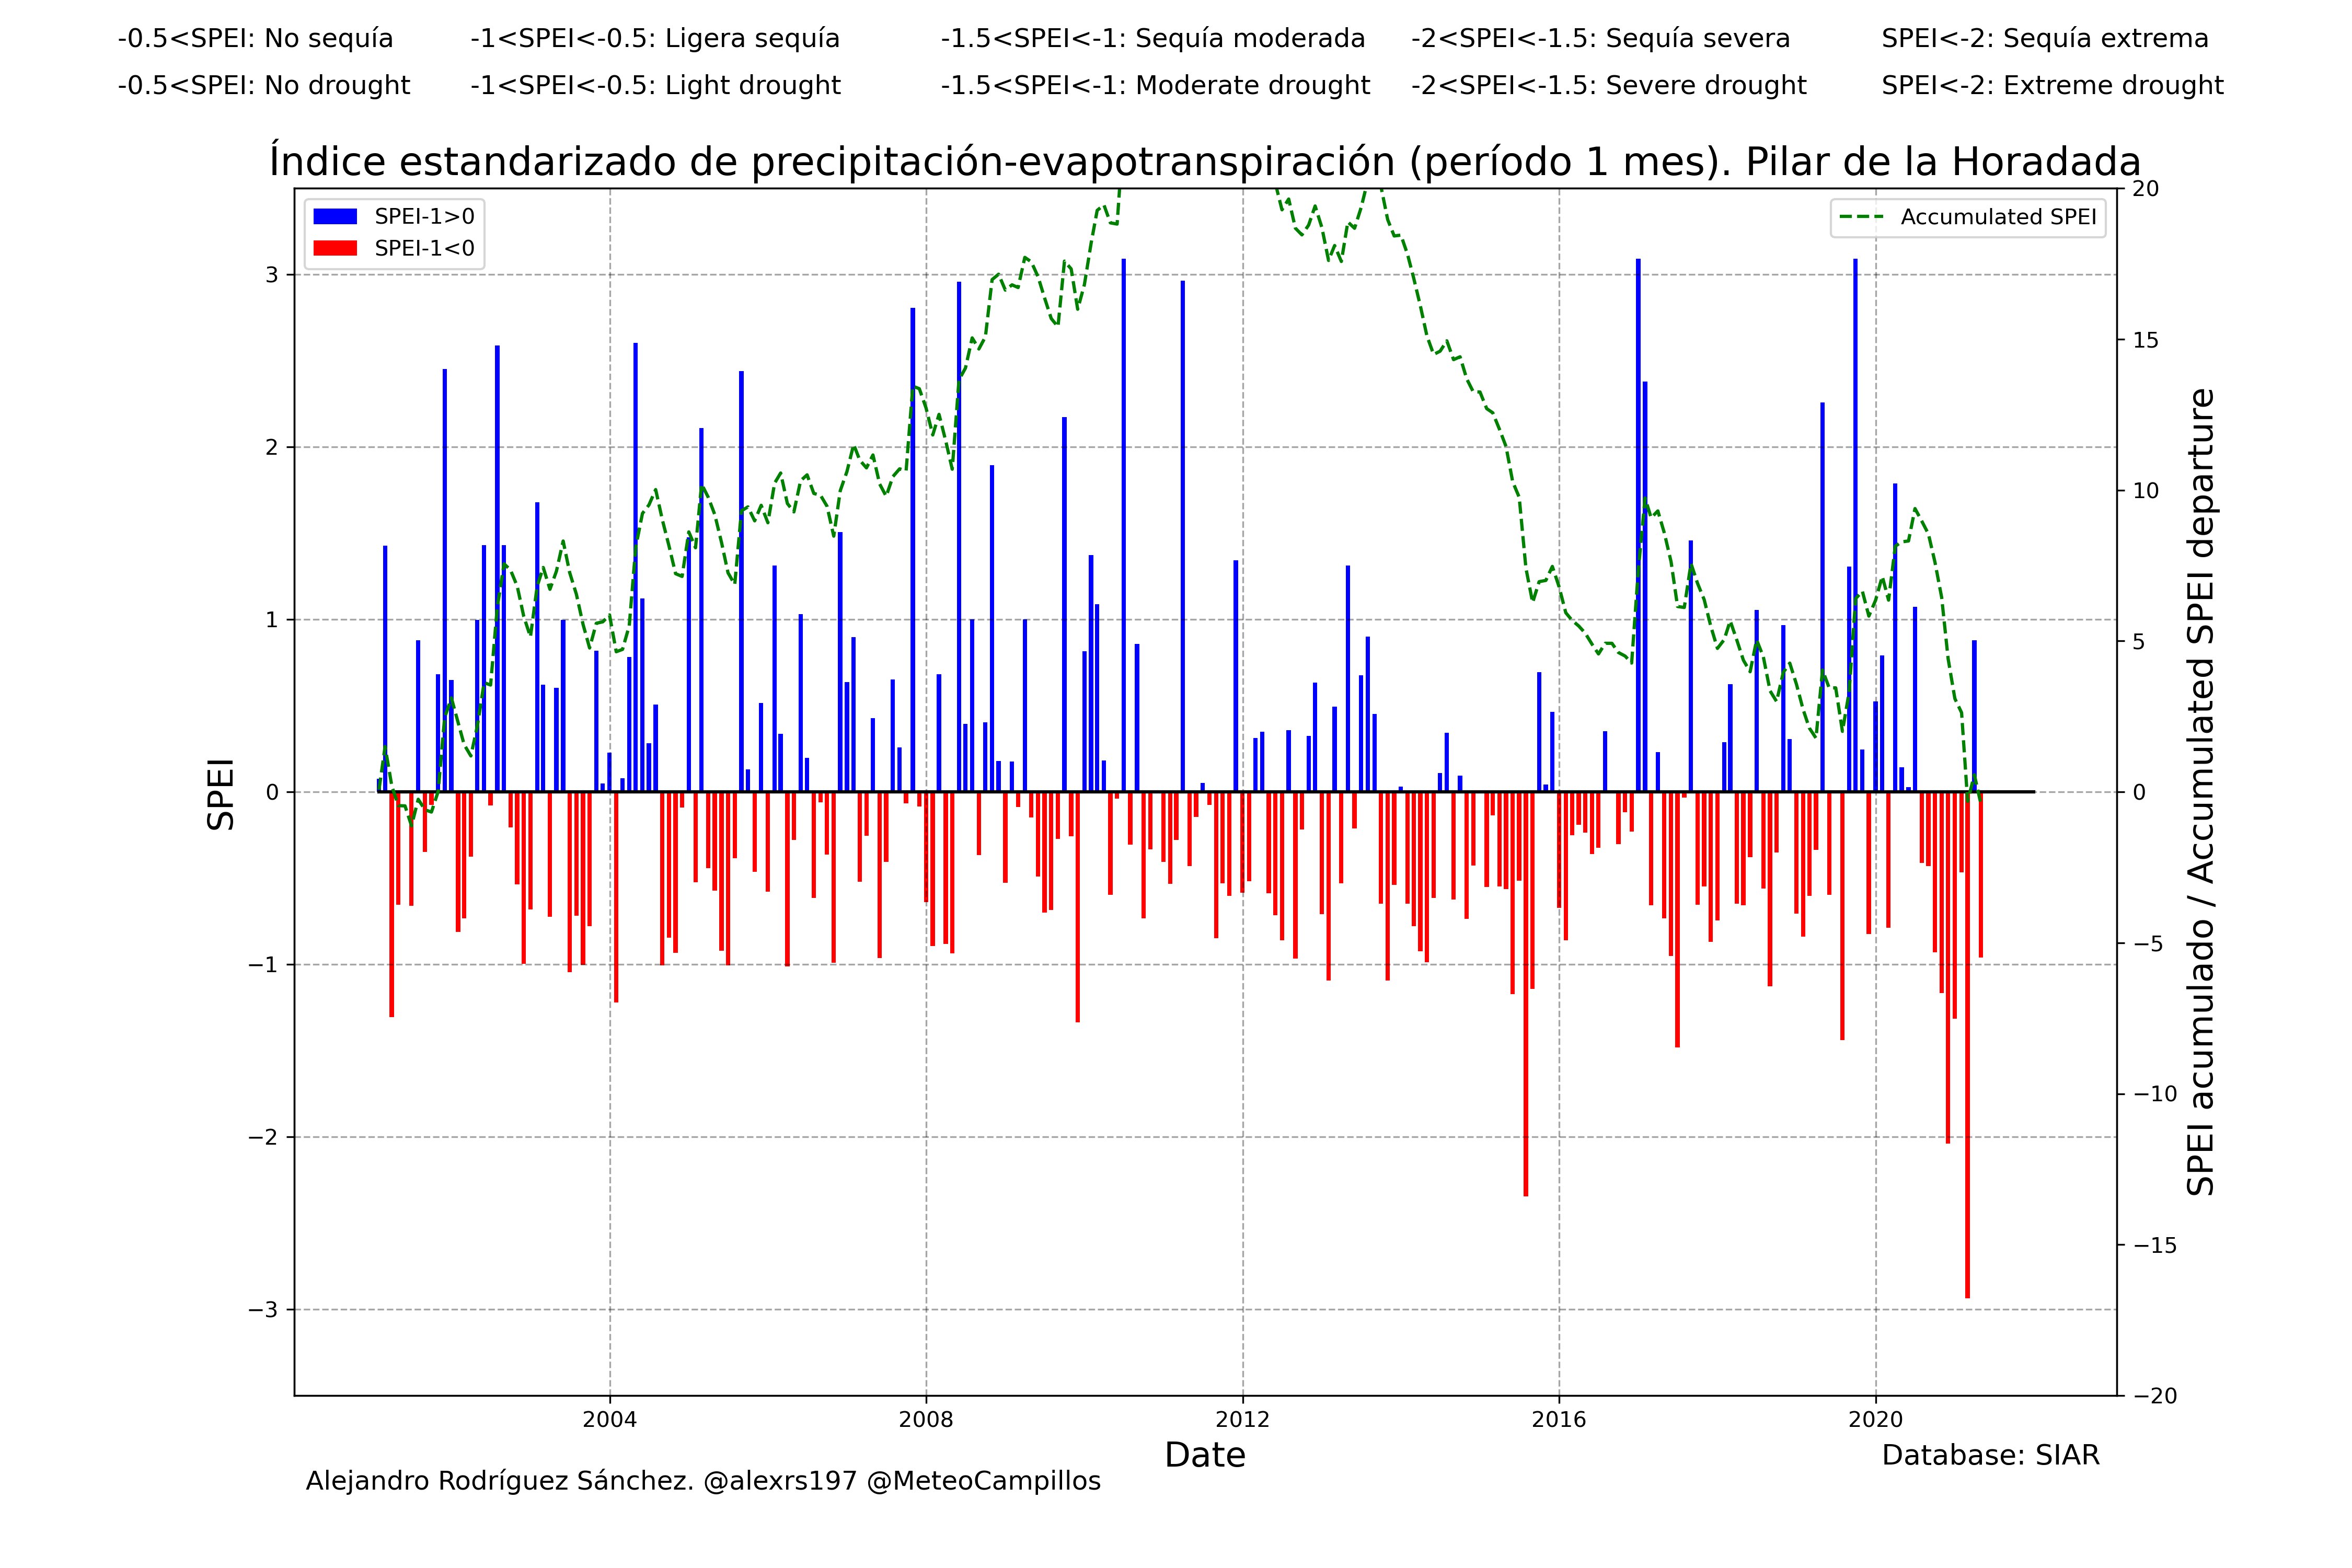 -0.5<SPEI: No sequía -1<SPEI<-0.5: Ligera sequía -1.5<SPEI<-1: Sequía moderada -2<SPEI<-1.5: Sequía severa SPEI<-2: Sequía extrema
-0.5<SPEI: No drought -1<SPEI<-0.5: Light drought -1.5<SPEI<-1: Moderate drought -2<SPEI<-1.5: Severe drought SPEI<-2: Extreme drought
Índice estandarizado de precipitación-evapotranspiración (período 1 mes). Pilar de la Horadada
SPEI-1>0
SPEI-1<0
Accumulated SPEI
SPEI
3
2
1
0
−1
−2
−3
20
15
10
5
0
−5
−10
−15
−20
SPEI acumulado / Accumulated SPEI departure
2004 2008 2012 2016 2020
Date
Database: SIAR
Alejandro Rodríguez Sánchez. @alexrs197 @MeteoCampillos